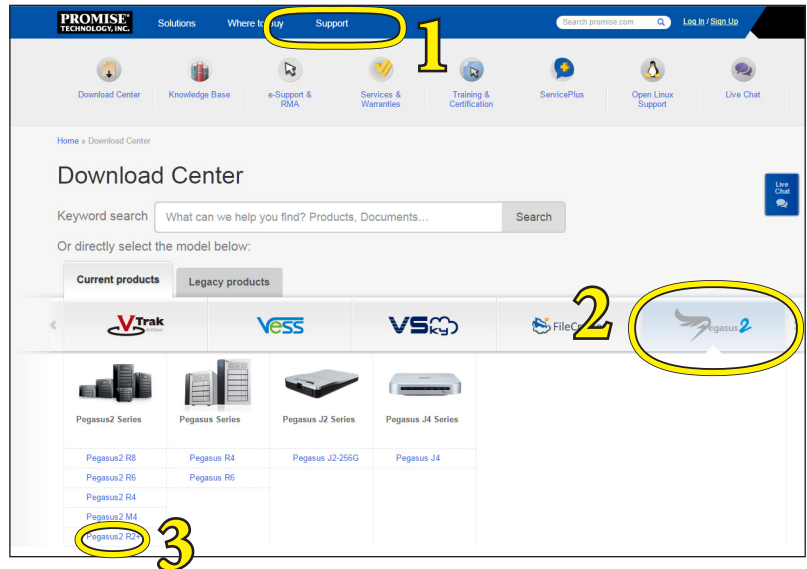 PROMISE® TECHNOLOGY, INC. Solutions Where to Buy Support Search promise.com Log In / Sign Up
1
Download Center Knowledge Base e-Support & RMA Services & Warranties Training & Certification ServicePlus Open Linux Support Live Chat
Home » Download Center
Download Center
Live Chat
Keyword search What can we help you find? Products, Documents... Search
Or directly select the model below:
Current products Legacy products
2
VTrak Vess VSky Pegasus 2
Pegasus2 Series Pegasus Series Pegasus J2 Series Pegasus J4 Series
Pegasus2 R8 Pegasus R4 Pegasus J2-256G Pegasus J4
Pegasus2 R6 Pegasus R6
Pegasus2 R4
Pegasus2 M4
Pegasus2 R2+
3